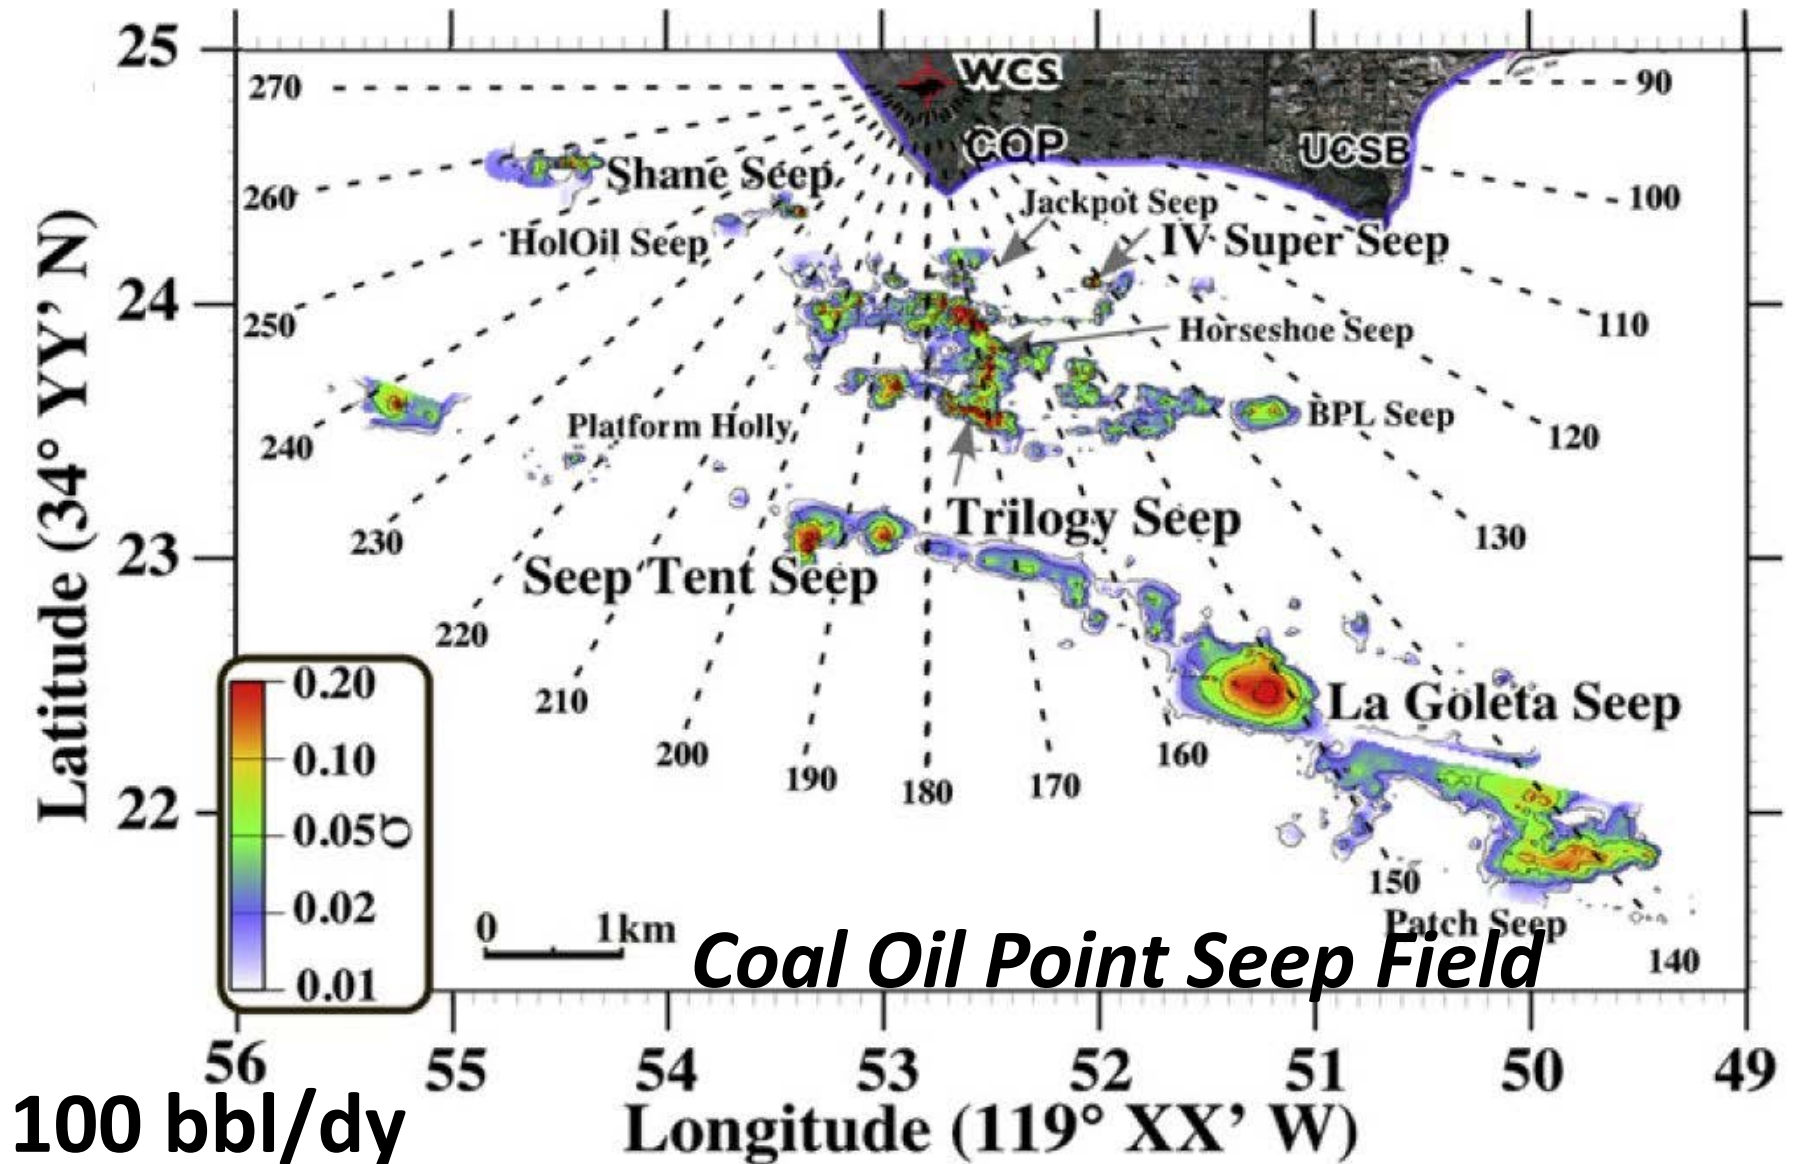 25
270
WCS
90
COP
UCSB
Shane Seep
260
100
Jackpot Seep
HolOil Seep
IV Super Seep
24
250
110
Horseshoe Seep
Platform Holly
BPL Seep
240
120
Trilogy Seep
230
130
23
Seep Tent Seep
220
0.20
210
La Goleta Seep
200
190
180
170
160
0.10
22
0.05
σ
150
0.02
Patch Seep
0
1km
Coal Oil Point Seep Field
140
0.01
Latitude (34° YY' N)
56
55
54
53
52
51
50
49
100 bbl/dy
Longitude (119° XX' W)